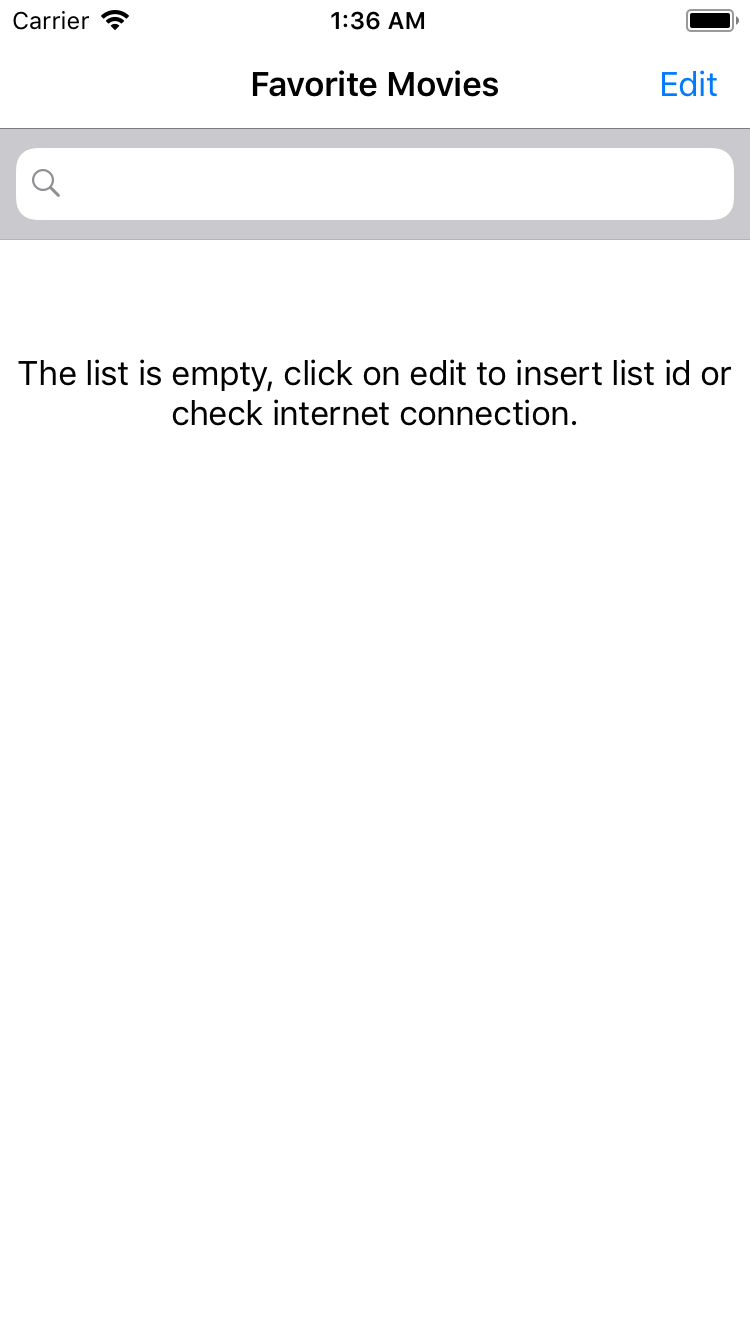 Carrier 1:36 AM
Favorite Movies Edit
The list is empty, click on edit to insert list id or
check internet connection.